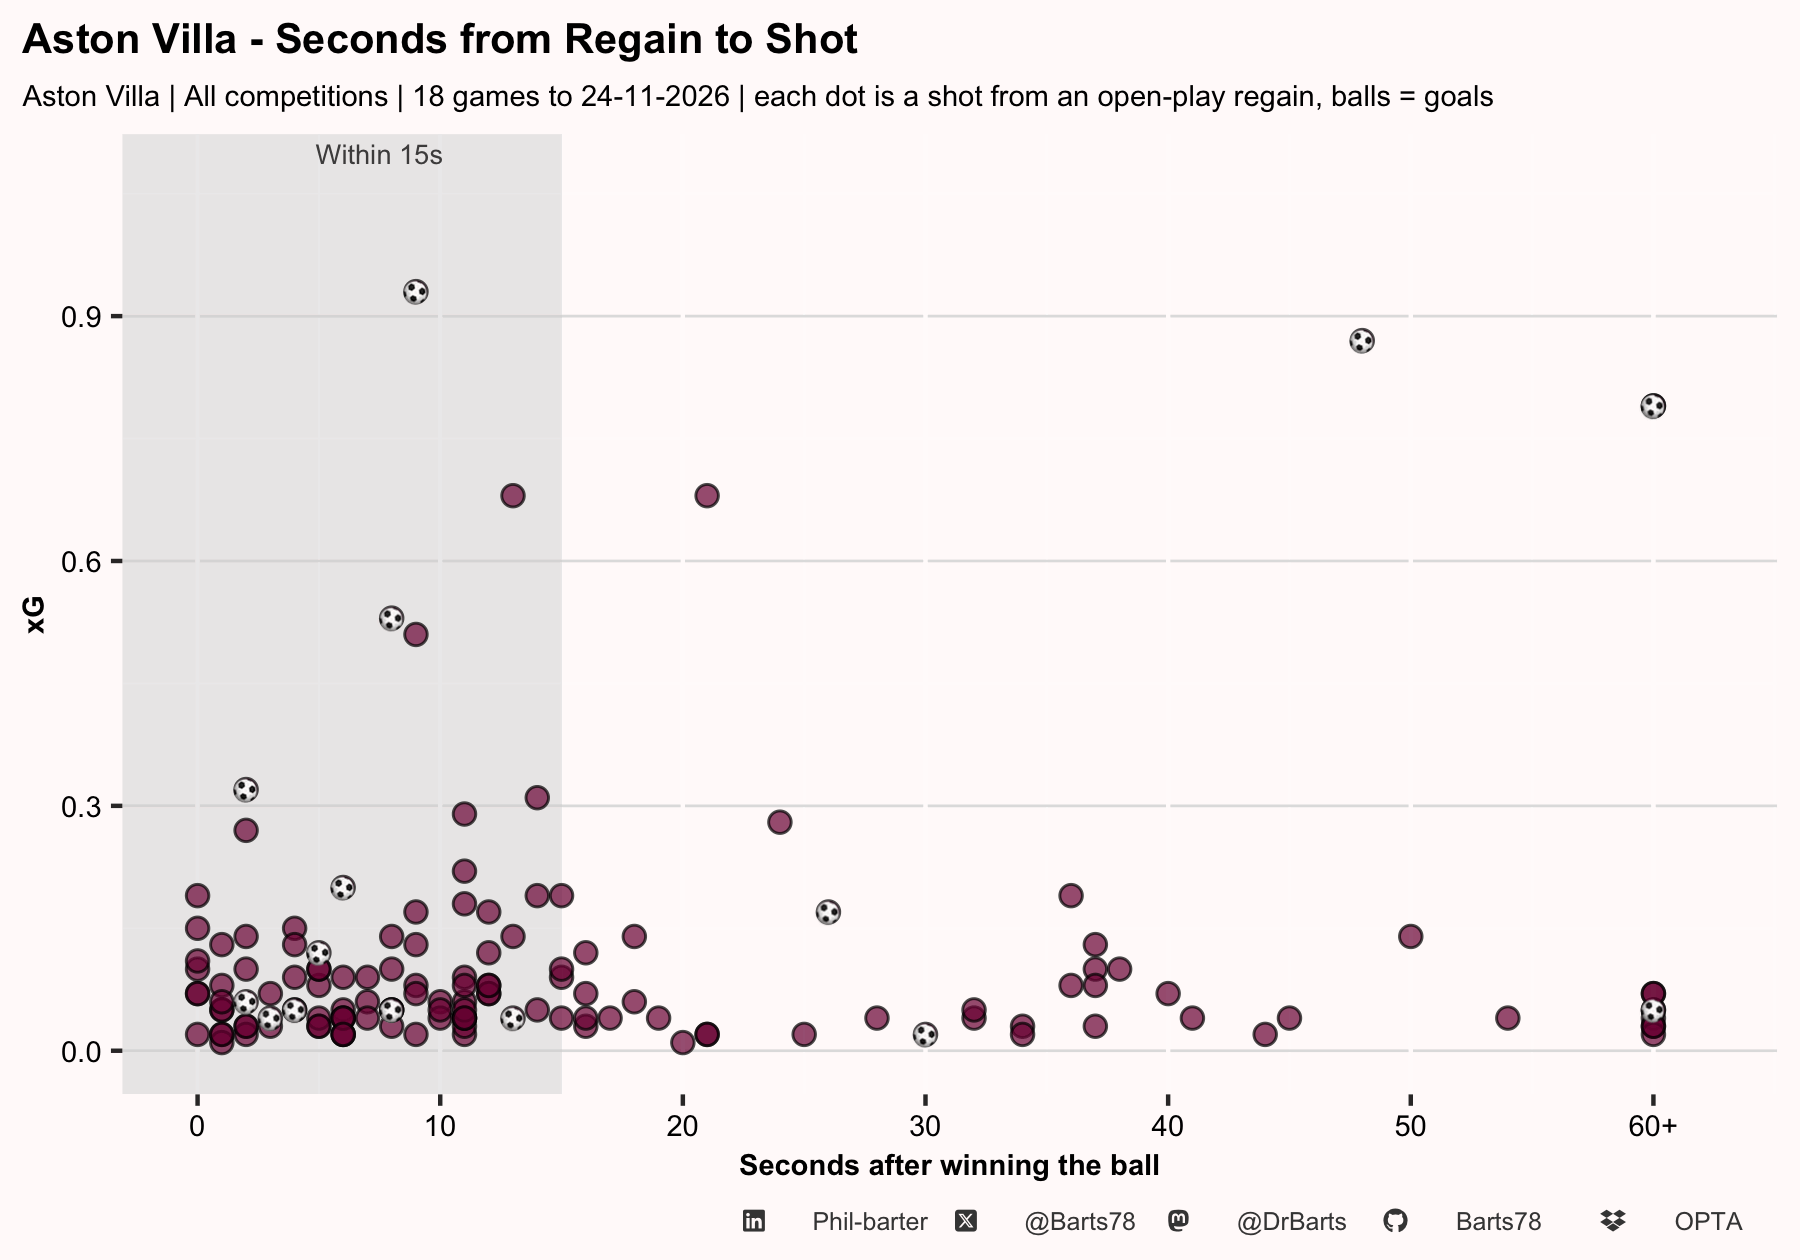 Aston Villa - Seconds from Regain to Shot
Aston Villa | All competitions | 18 games to 24-11-2026 | each dot is a shot from an open-play regain, balls = goals
Within 15s
0.9
0.6
0.3
0.0
xG
0 10 20 30 40 50 60+
Seconds after winning the ball
Phil-barter @Barts78 @DrBarts Barts78 OPTA